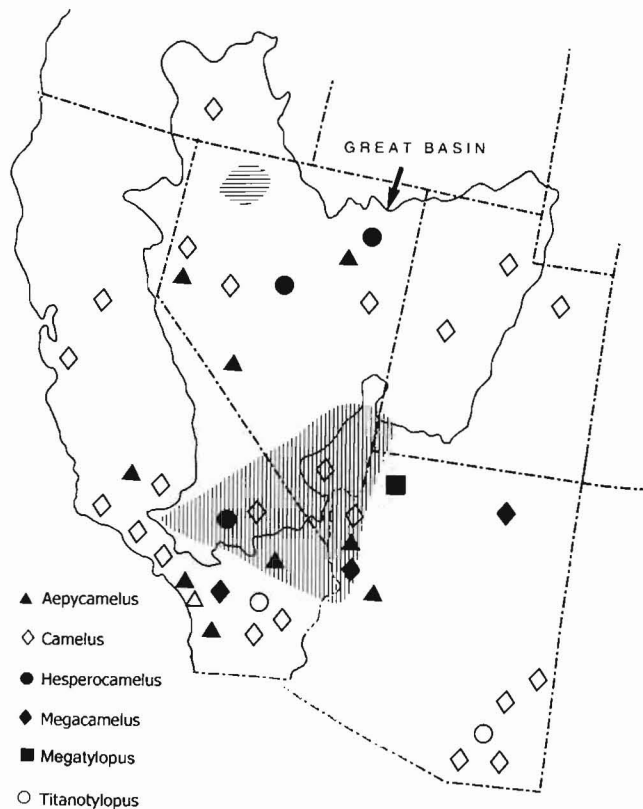 GREAT BASIN
Aepycamelus
Camelus
Hesperocamelus
Megacamelus
Megatylopus
Titanotylopus